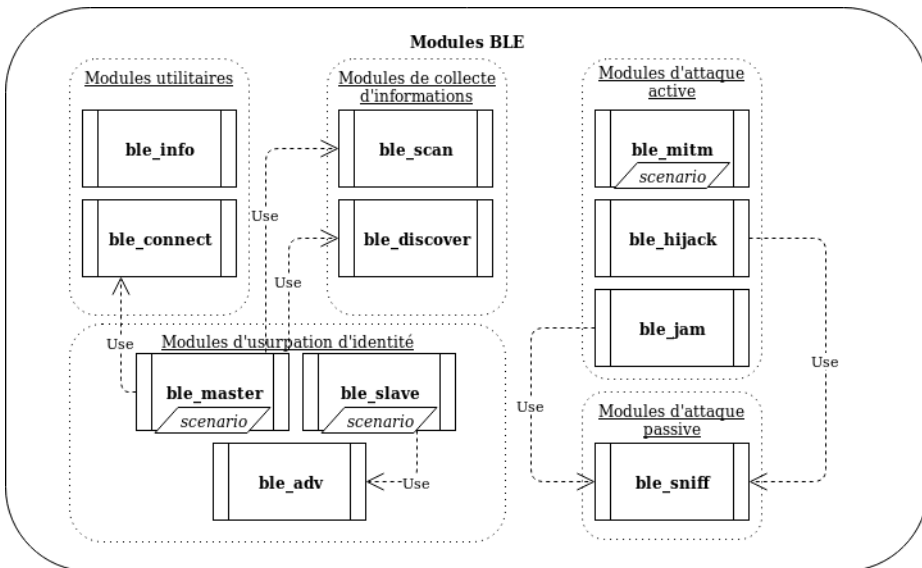 Modules BLE
Modules utilitaires
ble_info
ble_connect
Modules de collecte
d'informations
ble_scan
ble_discover
Use
Use
Use
Modules d'usurpation d'identité
ble_master
scenario
ble_slave
scenario
ble_adv
Use
Modules d'attaque
active
ble_mitm
scenario
ble_hijack
ble_jam
Use
Use
Modules d'attaque
passive
ble_sniff